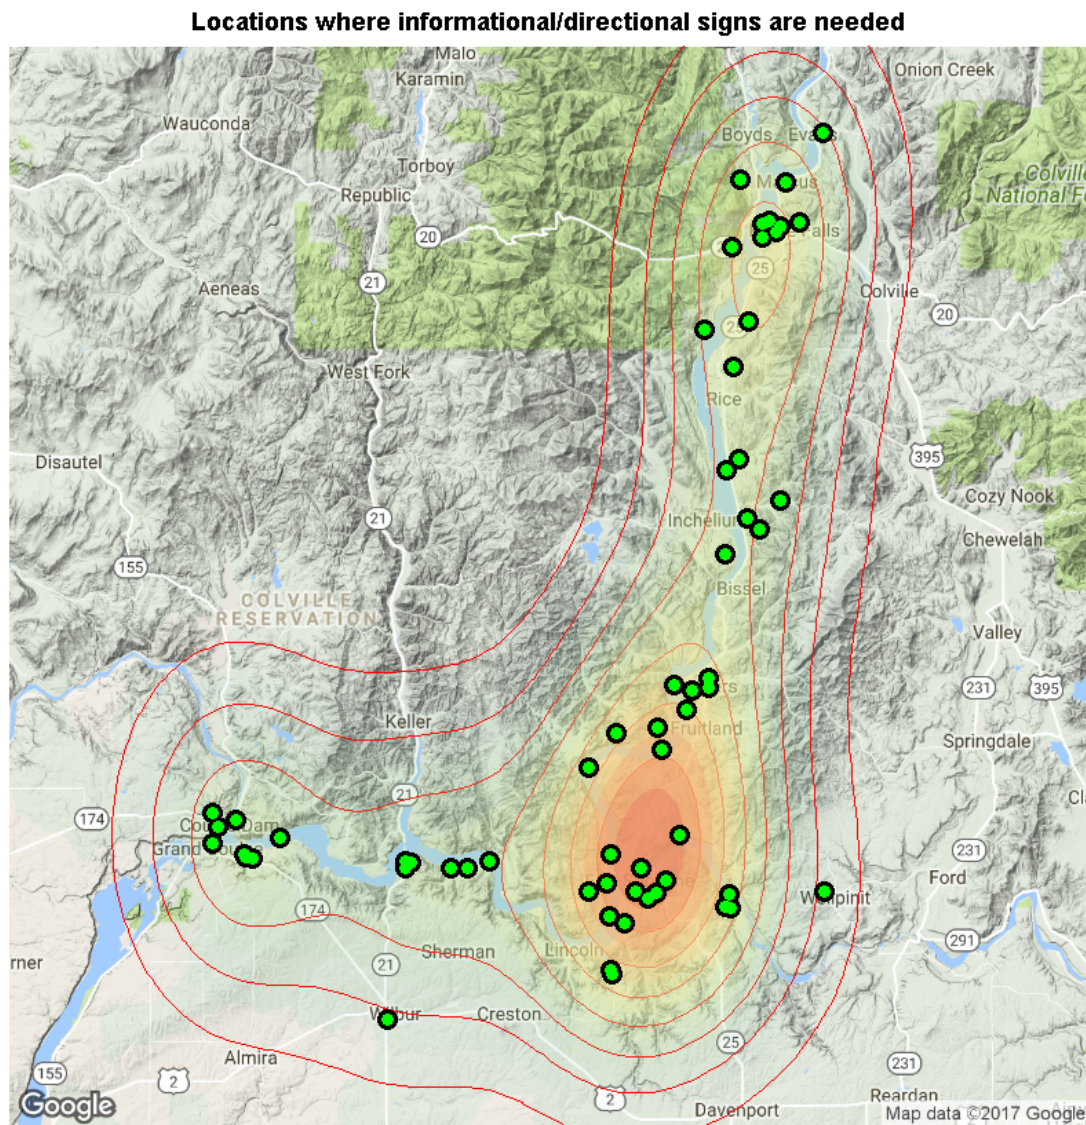 Locations where informational/directional signs are needed
Malo
Karamin
Onion Creek
Wauconda
Boyds
Evans
Torboy
Republic
Colville
National
20
Aeneas
21
25
Falls
Colville
20
25
West Fork
Rice
395
Disautel
Cozy Nook
21
Inchelium
Chewelah
155
Bissel
COLVILLE
RESERVATION
Valley
231
395
Keller
Fruitland
Springdale
21
174
Grand Coulee
231
Ford
174
291
Sherman
Lincoln
21
Wilbur
Creston
25
Almira
231
155
2
2
Reardan
Davenport
Google
Map data ©2017 Google